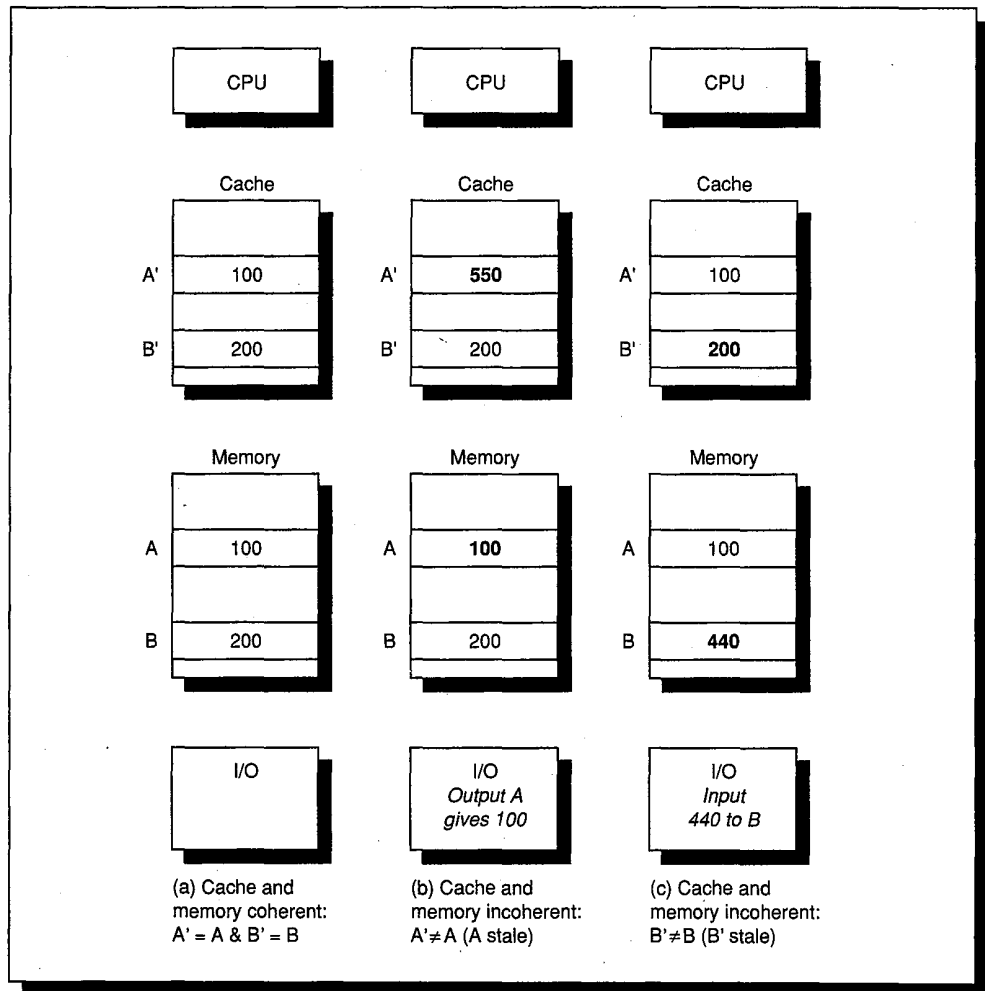 CPU
CPU
CPU
Cache
Cache
Cache
A' 100
A' 550
A' 100
B' 200
B' 200
B' 200
Memory
Memory
Memory
A 100
A 100
A 100
B 200
B 200
B 440
I/O
I/O
Output A
gives 100
I/O
Input
440 to B
(a) Cache and
memory coherent:
A' = A & B' = B
(b) Cache and
memory incoherent:
A'≠A (A stale)
(c) Cache and
memory incoherent:
B'≠B (B' stale)